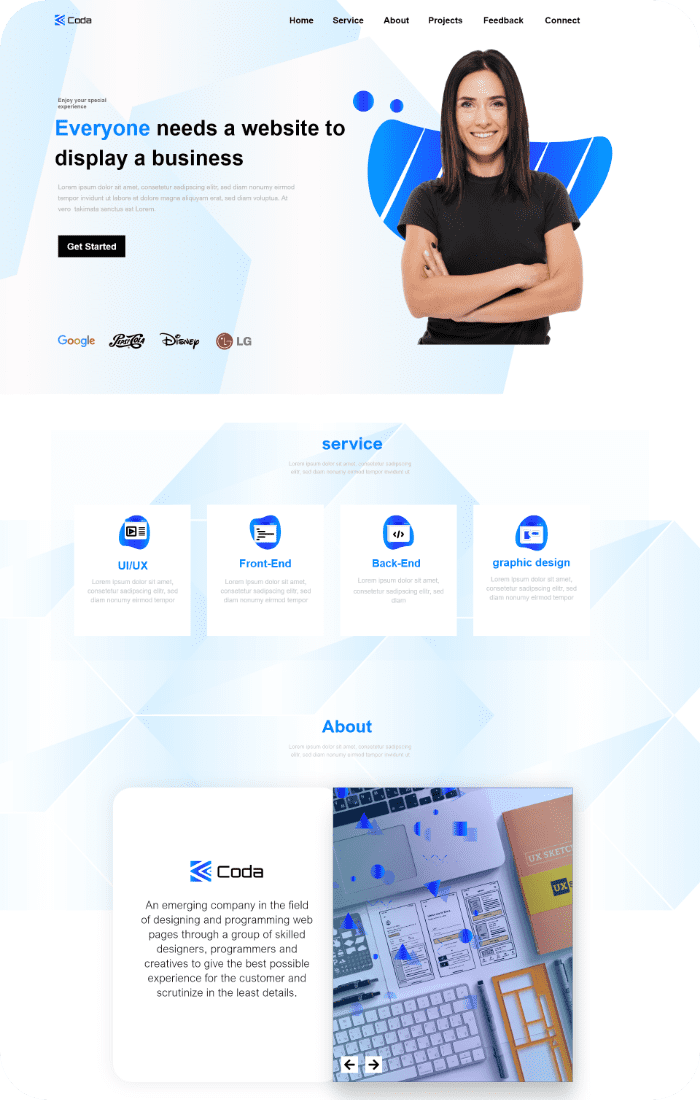 Coda
Home Service About Projects Feedback Connect
Enjoy your special
experience
Everyone needs a website to
display a business
Lorem ipsum dolor sit amet, consetetur sadipscing elitr, sed diam nonumy eirmod
tempor invidunt ut labore et dolore magna aliquyam erat, sed diam voluptua. At
vero takimata sanctus est Lorem.
Get Started
Google PEPSI COLA Disney LG
service
Lorem ipsum dolor sit amet, consetetur sadipscing
elitr, sed diam nonumy eirmod tempor invidunt ut
UI/UX
Lorem ipsum dolor sit amet,
consetetur sadipscing elitr, sed
diam nonumy eirmod tempor
Front-End
Lorem ipsum dolor sit amet,
consetetur sadipscing elitr, sed
diam nonumy eirmod tempor
Back-End
Lorem ipsum dolor sit amet,
consetetur sadipscing elitr, sed
diam
graphic design
Lorem ipsum dolor sit amet,
consetetur sadipscing elitr, sed
diam nonumy eirmod tempor
About
Lorem ipsum dolor sit amet, consetetur sadipscing
elitr, sed diam nonumy eirmod tempor invidunt ut
Coda
An emerging company in the field
of designing and programming web
pages through a group of skilled
designers, programmers and
creatives to give the best possible
experience for the customer and
scrutinize in the least details.
UX SKETC
UX